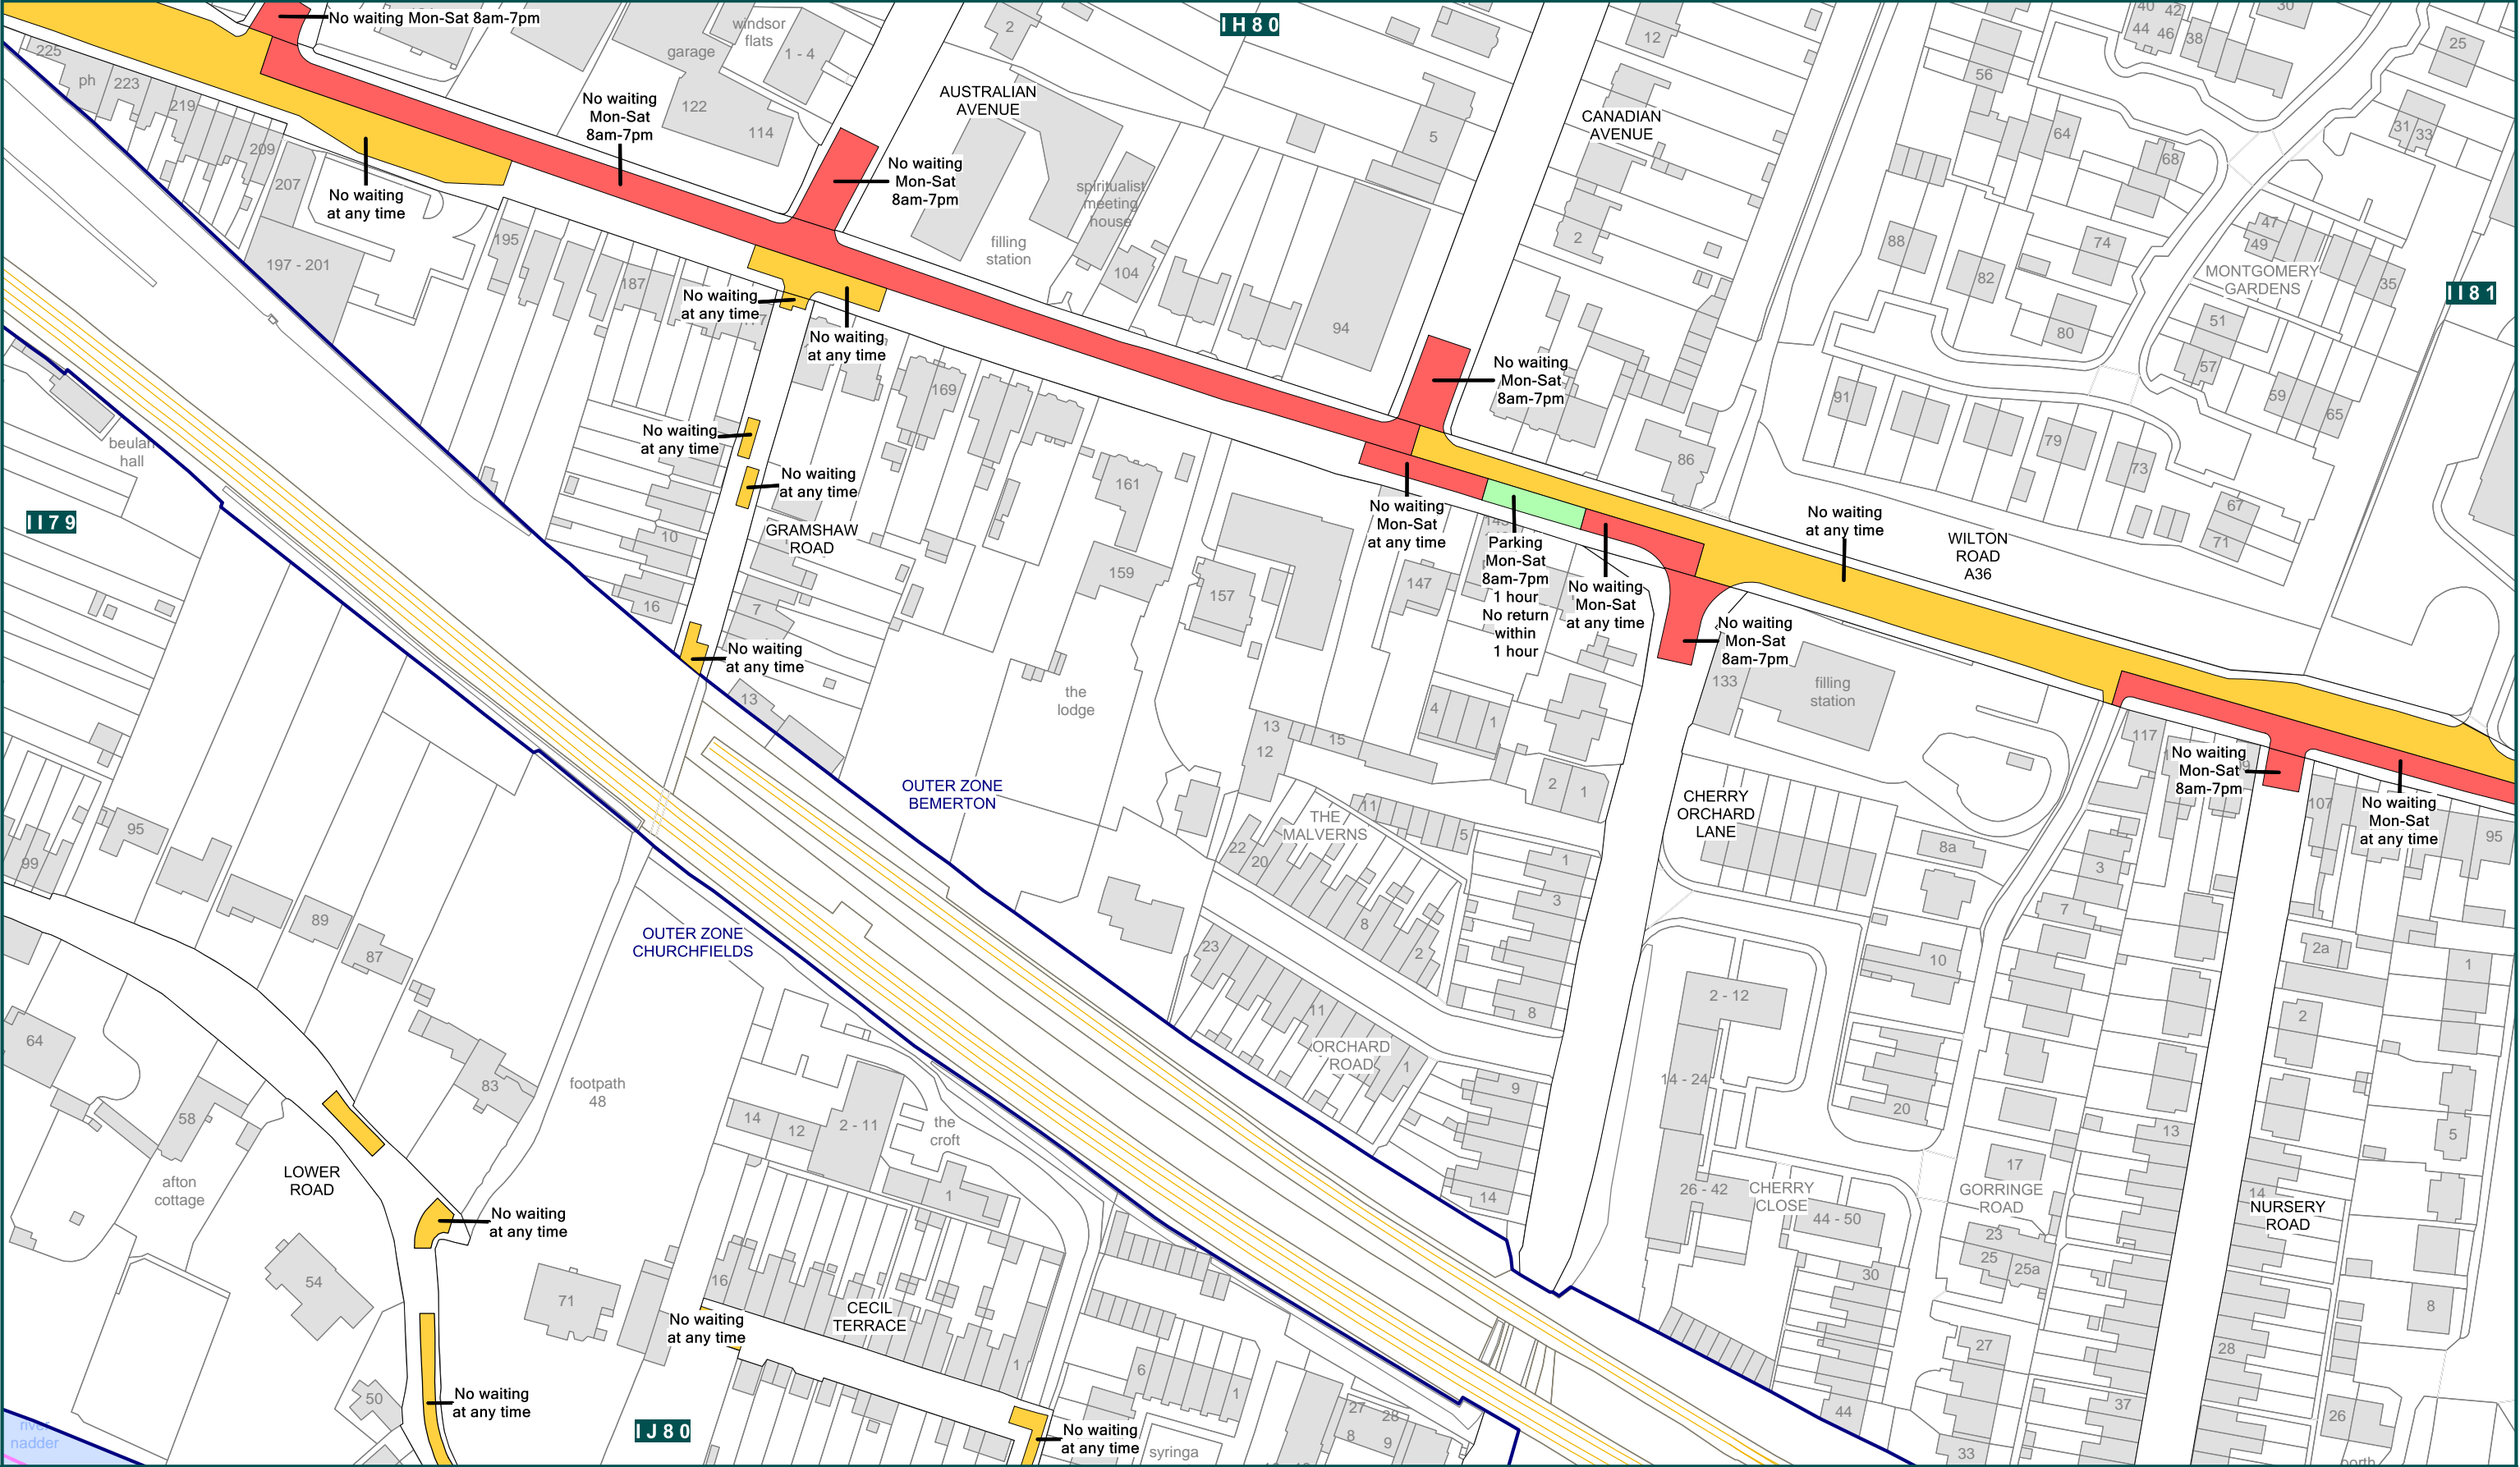 No waiting Mon-Sat 8am-7pm
windsor
flats
1 - 4
garage
122
114
2
IH80
12
40
42
44
46
38
30
25
56
225
ph
223
219
209
207
197 - 201
No waiting
Mon-Sat
8am-7pm
No waiting
at any time
AUSTRALIAN
AVENUE
No waiting
Mon-Sat
8am-7pm
spiritualist
meeting
house
filling
station
104
5
94
CANADIAN
AVENUE
2
64
68
31
33
88
82
74
80
47
49
35
MONTGOMERY
GARDENS
51
57
59
65
II81
195
187
No waiting
at any time
No waiting
at any time
169
No waiting
Mon-Sat
8am-7pm
86
91
79
73
67
71
beulah
hall
II79
No waiting
at any time
No waiting
at any time
GRAMSHAW
ROAD
10
16
7
161
159
157
147
No waiting
Mon-Sat
at any time
Parking
Mon-Sat
8am-7pm
1 hour
No return
within
1 hour
No waiting
Mon-Sat
at any time
No waiting
at any time
WILTON
ROAD
A36
No waiting
at any time
13
the
lodge
No waiting
Mon-Sat
8am-7pm
133
filling
station
4
1
13
12
15
2
1
OUTER ZONE
BEMERTON
THE
MALVERNS
11
5
22
20
8
2
1
3
8
CHERRY
ORCHARD
LANE
8a
117
No waiting
Mon-Sat
8am-7pm
107
No waiting
Mon-Sat
at any time
95
3
7
95
99
89
87
OUTER ZONE
CHURCHFIELDS
23
11
ORCHARD
ROAD
1
9
14
2 - 12
14 - 24
10
20
2a
1
2
64
58
83
footpath
48
afton
cottage
LOWER
ROAD
No waiting
at any time
14
12
2 - 11
the
croft
1
26 - 42
CHERRY
CLOSE
44 - 50
17
GORRINGE
ROAD
13
14
NURSERY
ROAD
5
54
71
16
No waiting
at any time
CECIL
TERRACE
1
23
25
25a
30
27
28
8
50
No waiting
at any time
river
nadder
IJ80
No waiting
at any time
6
1
syringa
27
28
8
9
44
33
37
26